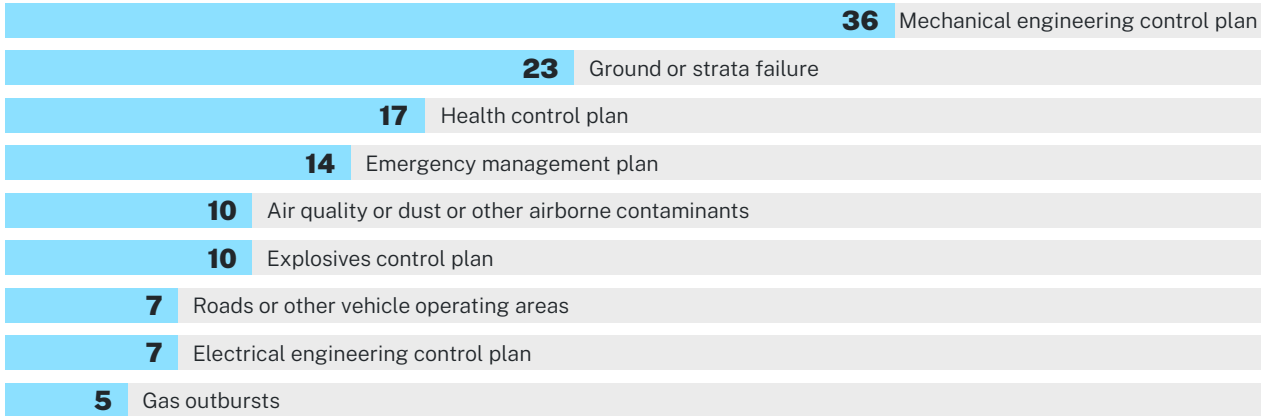 36 Mechanical engineering control plan
23 Ground or strata failure
17 Health control plan
14 Emergency management plan
10 Air quality or dust or other airborne contaminants
10 Explosives control plan
7 Roads or other vehicle operating areas
7 Electrical engineering control plan
5 Gas outbursts